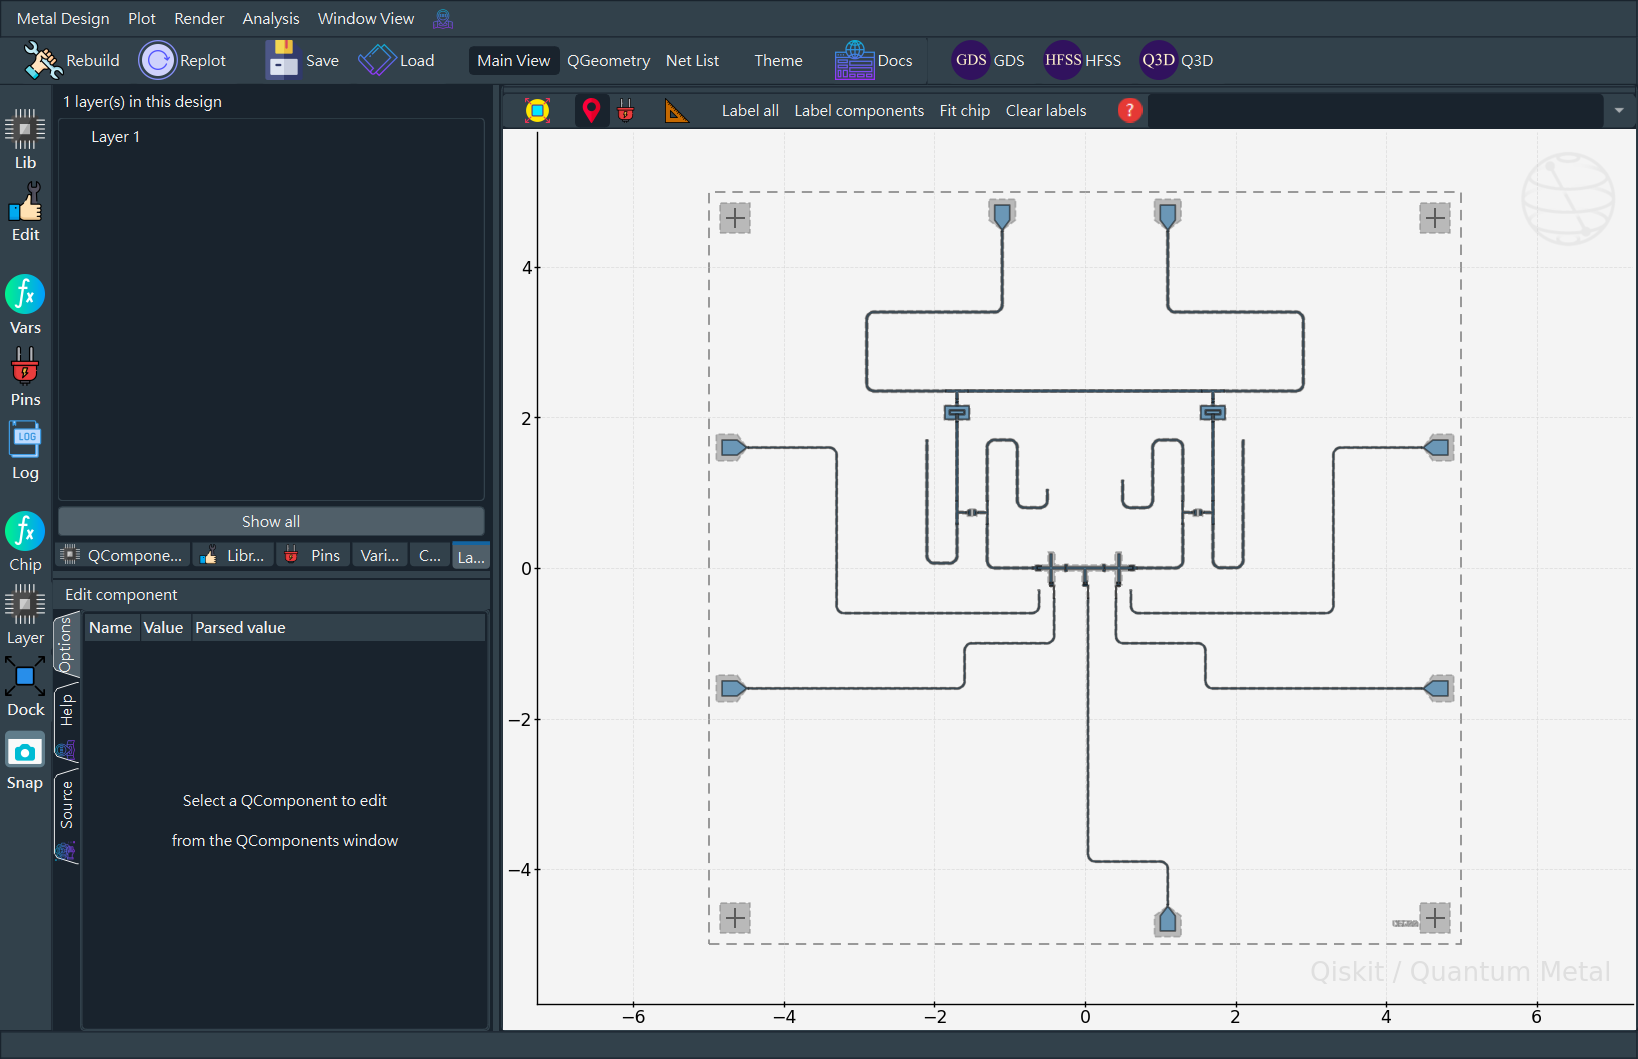 Metal Design Plot Render Analysis Window View
Rebuild Replot Save Load Main View QGeometry Net List Theme Docs GDS GDS HFSS HFSS Q3D Q3D
1 layer(s) in this design
Label all Label components Fit chip Clear labels ?
Layer 1
Lib
Edit
fx
Vars
Pins
LOG
Log
fx
Chip
Layer
Dock
Snap
Show all
QCompone... Libr... Pins Vari... C... La...
Edit component
Options
Help
Source
Name Value Parsed value
Select a QComponent to edit
from the QComponents window
4
2
0
−2
−4
−6 −4 −2 0 2 4 6
Qiskit / Quantum Metal